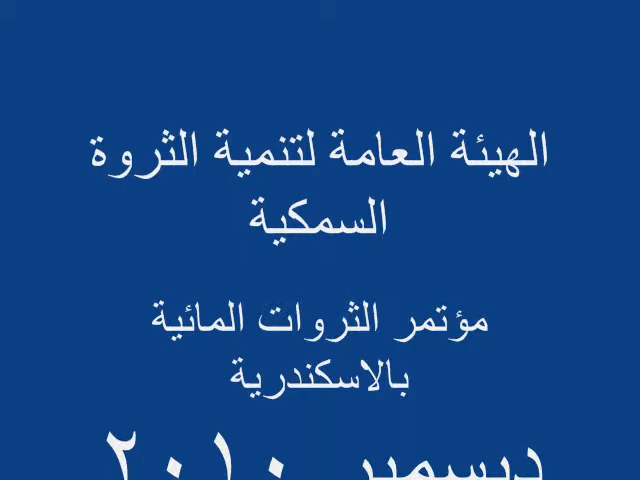 الهيئة العامة لتنمية الثروة
السمكية
مؤتمر الثروات المائية
بالاسكندرية
ديسمبر ٢٠١٠